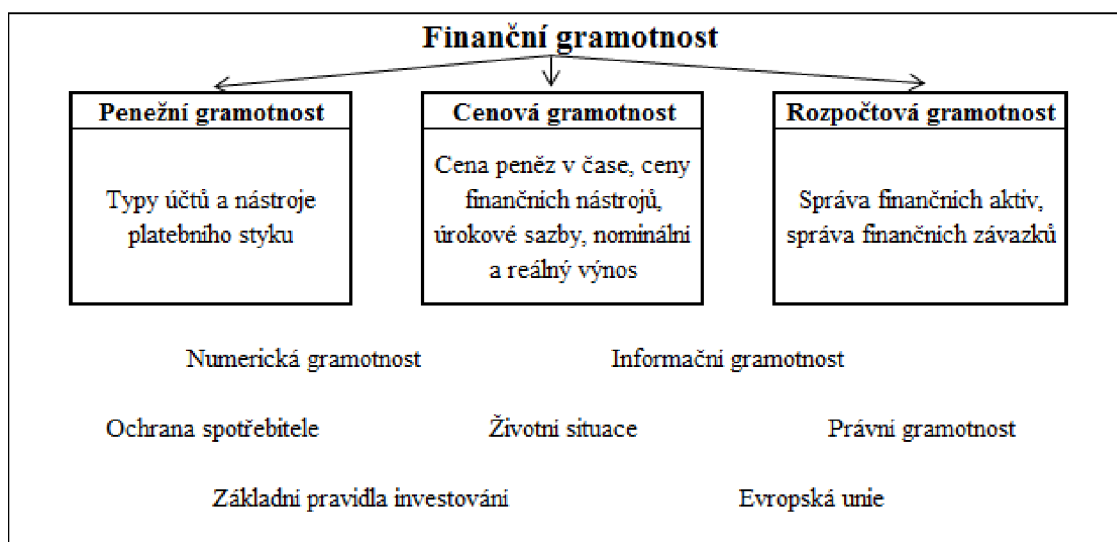 Finanční gramotnost
Penežní gramotnost
Cenová gramotnost
Rozpočtová gramotnost
Typy účtů a nástroje
platebního styku
Cena peněz v čase, ceny
finančních nástrojů,
úrokové sazby, nominální
a reálný výnos
Správa finančních aktiv,
správa finančních závazků
Numerická gramotnost
Informační gramotnost
Ochrana spotřebitele
Životní situace
Právní gramotnost
Základní pravidla investování
Evropská unie